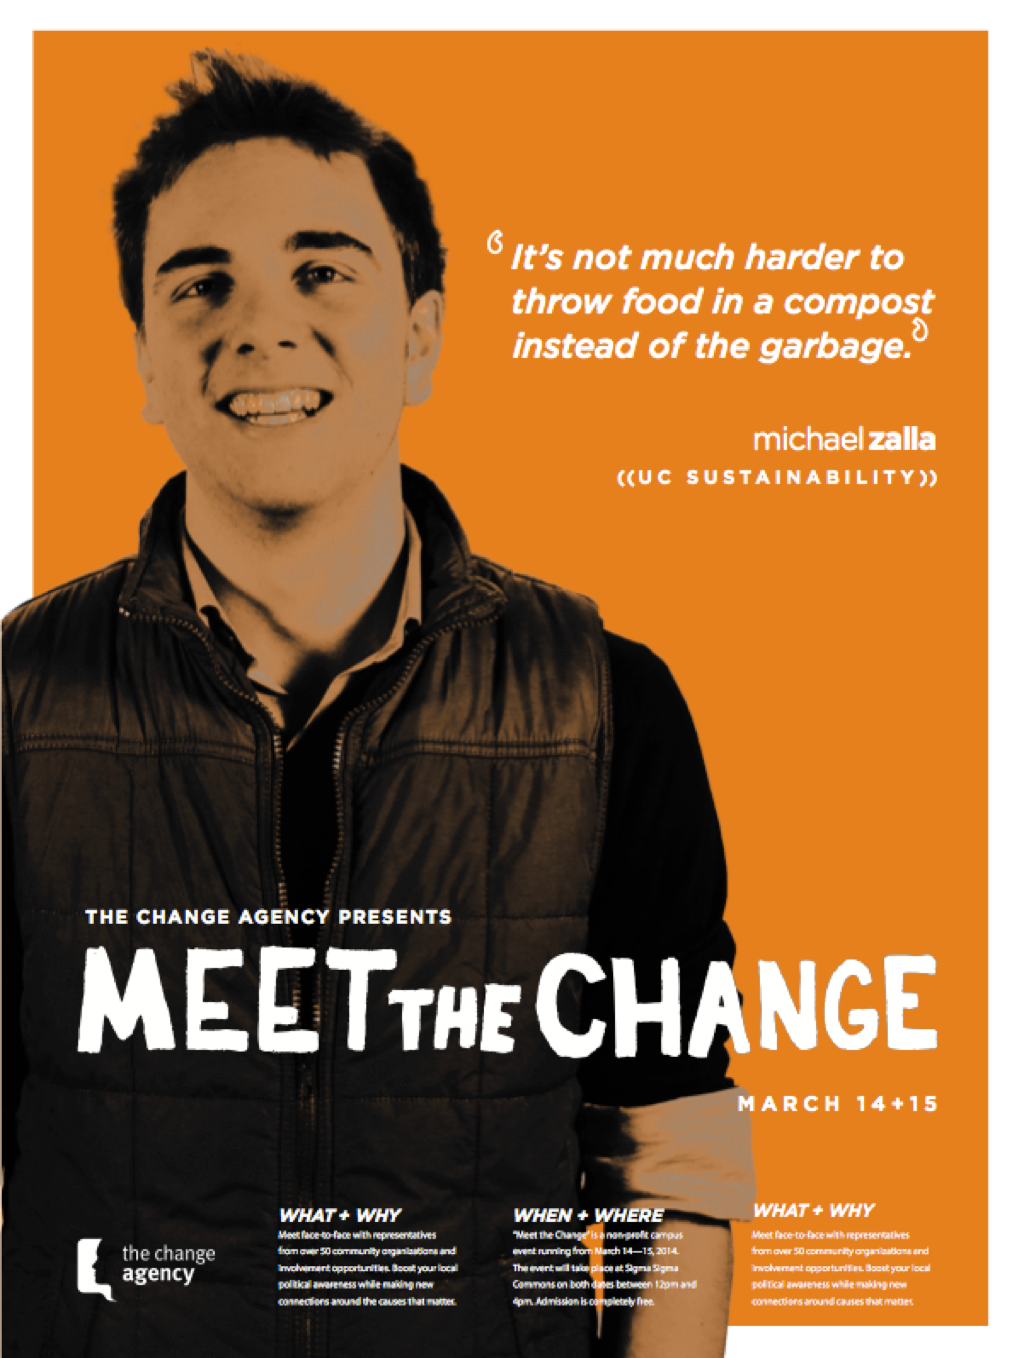 ‘It’s not much harder to
throw food in a compost
instead of the garbage.’
michael zalla
((UC SUSTAINABILITY))
THE CHANGE AGENCY PRESENTS
MEET THE CHANGE
MARCH 14+15
the change
agency
WHAT + WHY
Meet face-to-face with representatives
from over 50 community organizations and
involvement opportunities. Boost your local
political awareness while making new
connections around the causes that matter.
WHEN + WHERE
"Meet the Change" is a non-profit campus
event running from March 14—15, 2014.
The event will take place at Sigma Sigma
Commons on both dates between 12pm and
4pm. Admission is completely free.
WHAT + WHY
Meet face-to-face with representatives
from over 50 community organizations and
involvement opportunities. Boost your local
political awareness while making new
connections around causes that matter.